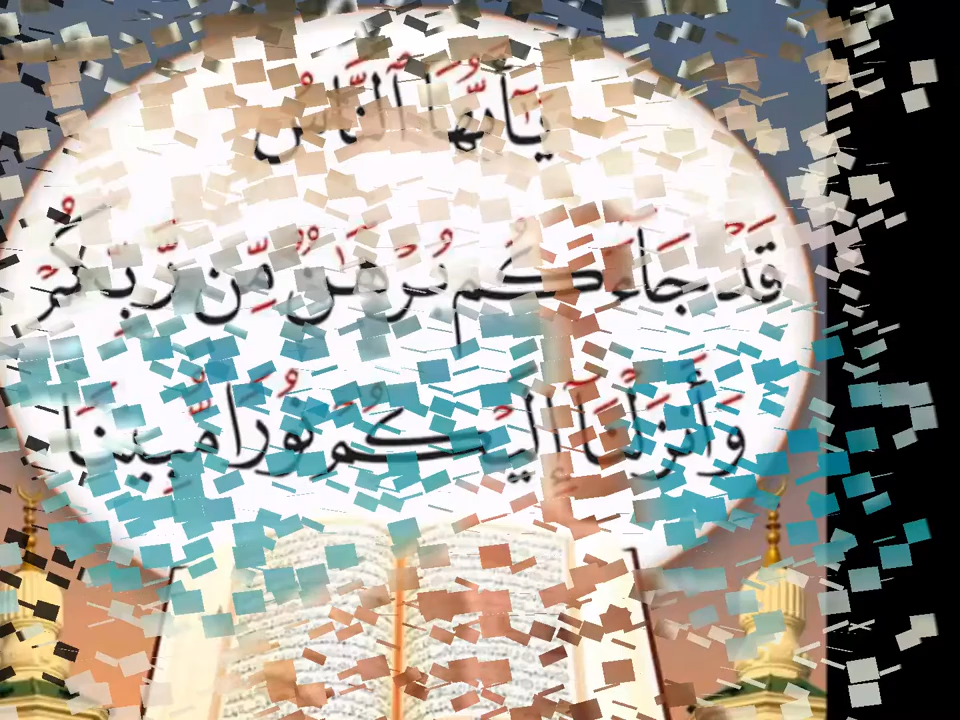 يَٰٓأَيُّهَا ٱلنَّاسُ
قَدْ جَآءَكُم بُرْهَٰنٌ مِّن رَّبِّكُمْ
وَأَنزَلْنَآ إِلَيْكُمْ نُورًا مُّبِينًا